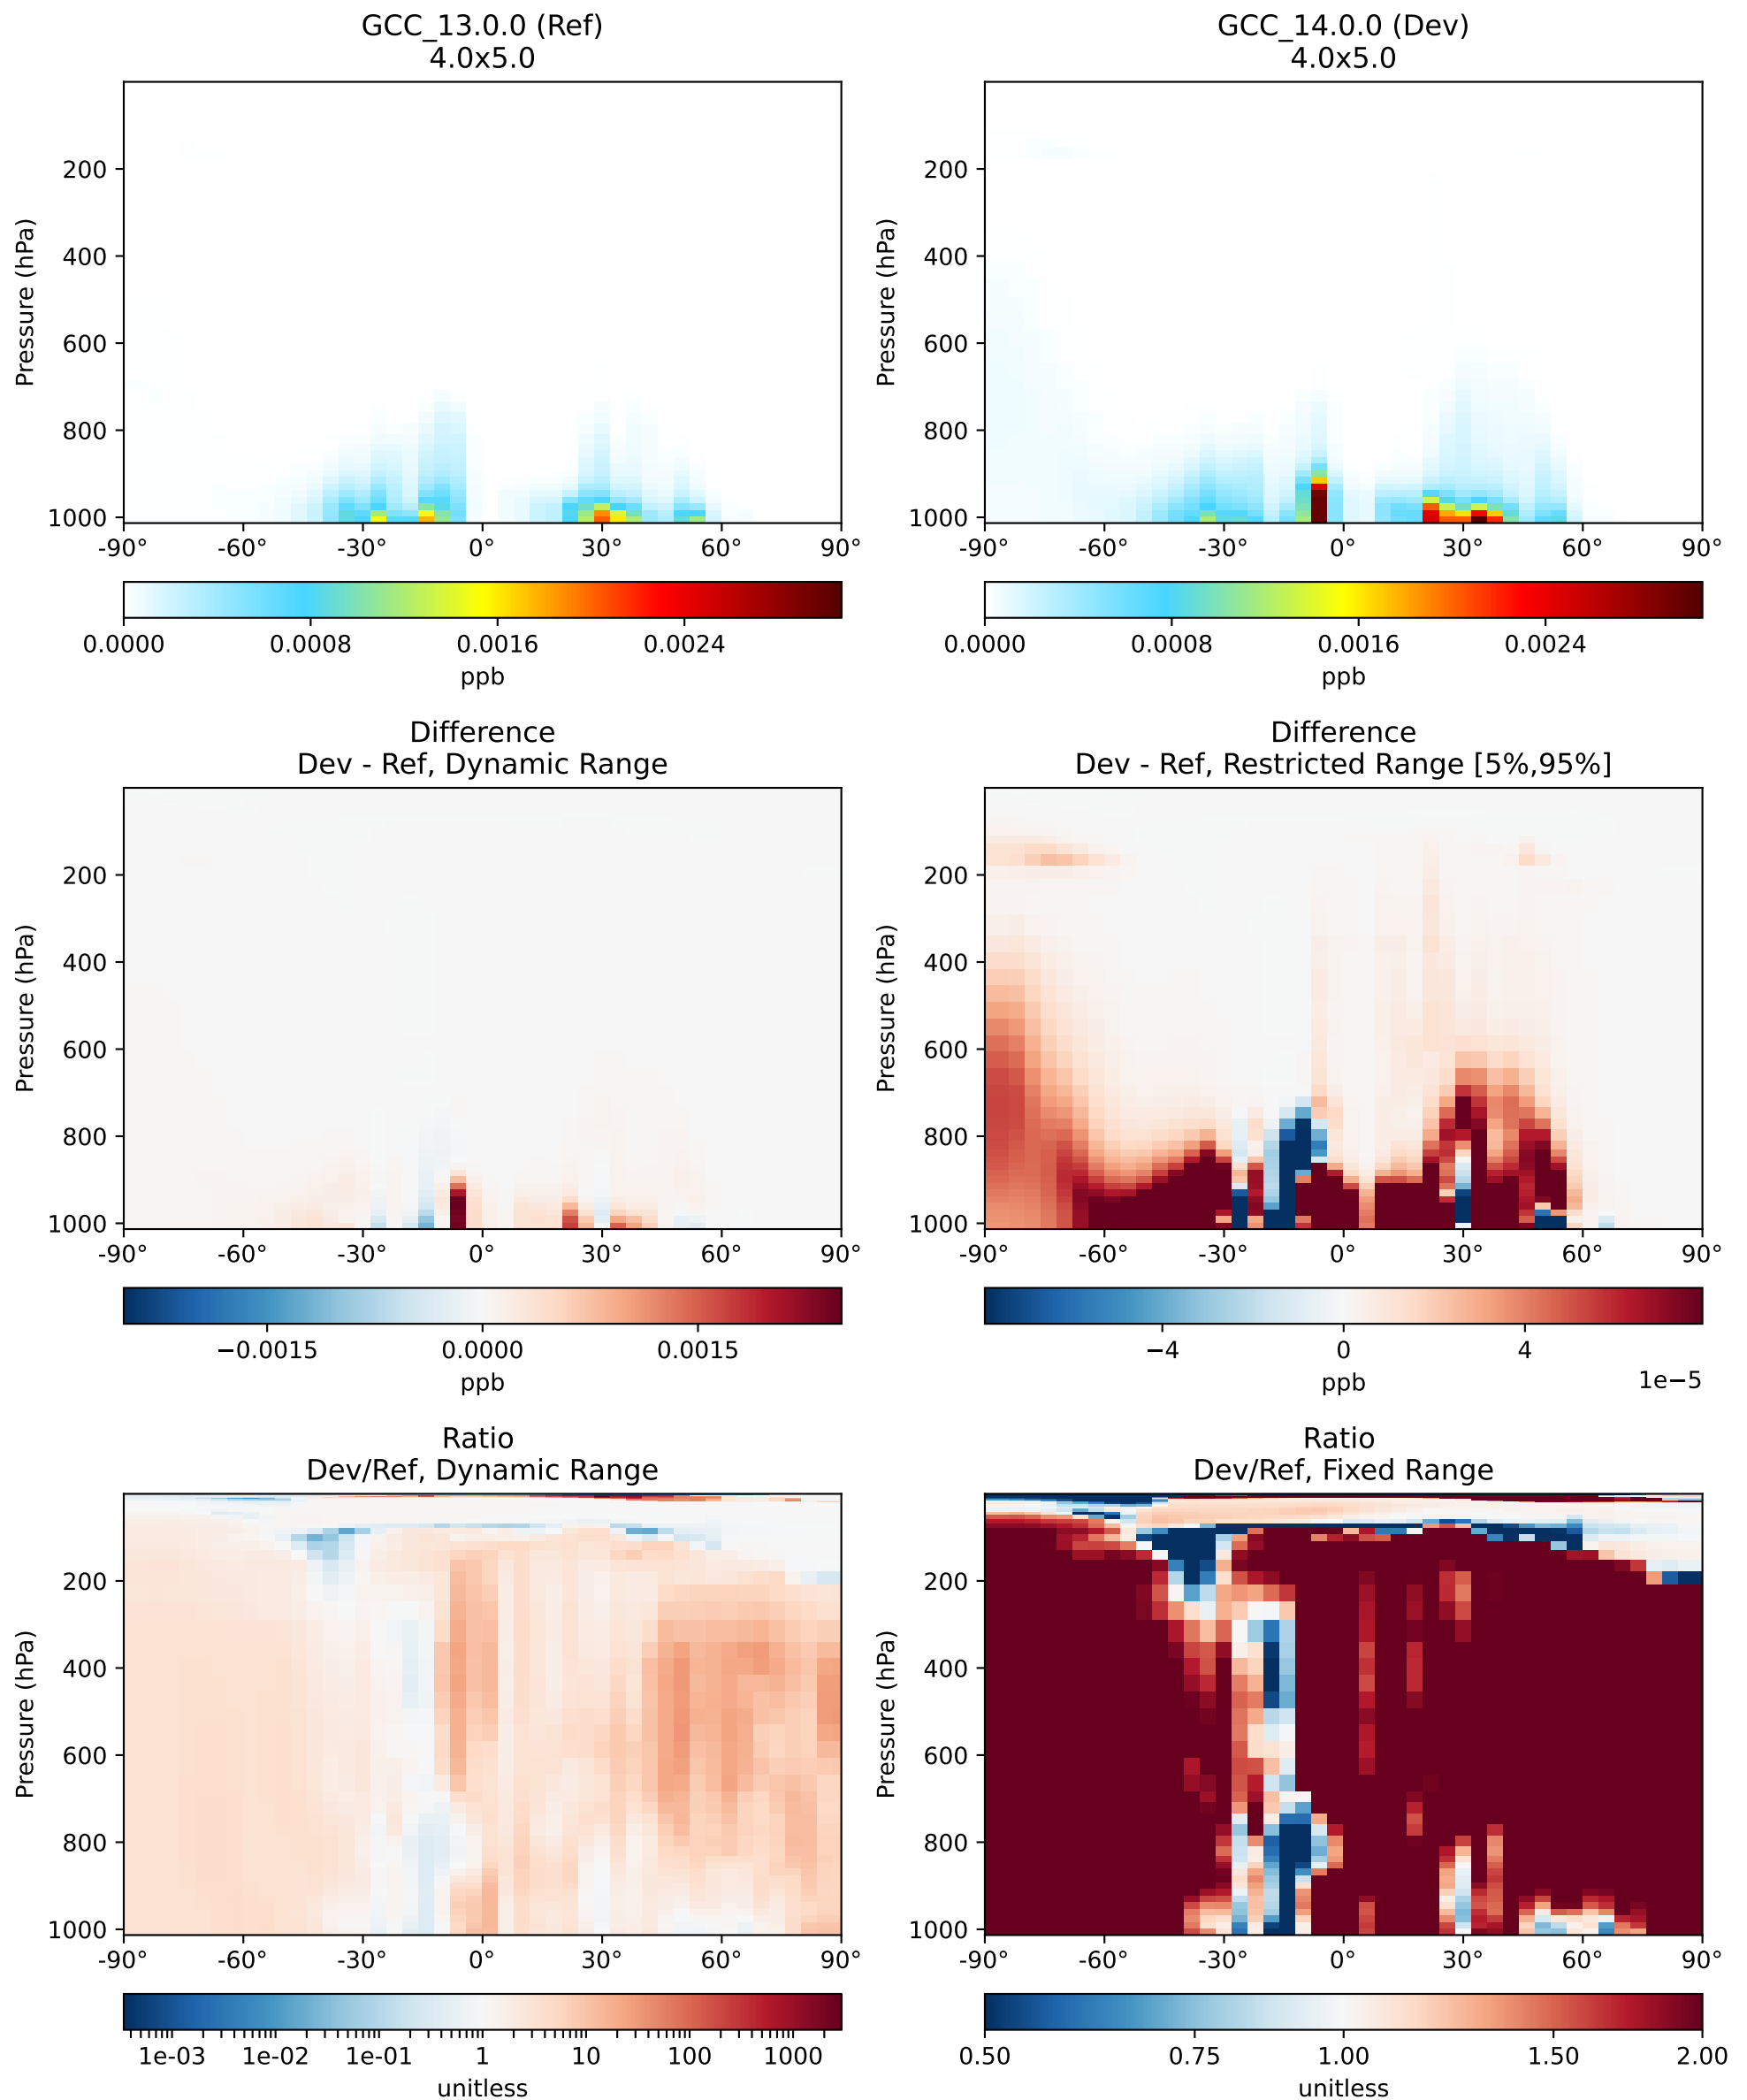 GCC_13.0.0 (Ref)
4.0x5.0
Pressure (hPa)
200
400
600
800
1000
-90° -60° -30° 0° 30° 60° 90°
0.0000 0.0008 0.0016 0.0024
ppb
GCC_14.0.0 (Dev)
4.0x5.0
Pressure (hPa)
200
400
600
800
1000
-90° -60° -30° 0° 30° 60° 90°
0.0000 0.0008 0.0016 0.0024
ppb
Difference
Dev - Ref, Dynamic Range
Pressure (hPa)
200
400
600
800
1000
-90° -60° -30° 0° 30° 60° 90°
−0.0015 0.0000 0.0015
ppb
Difference
Dev - Ref, Restricted Range [5%,95%]
Pressure (hPa)
200
400
600
800
1000
-90° -60° -30° 0° 30° 60° 90°
−4 0 4
ppb 1e−5
Ratio
Dev/Ref, Dynamic Range
Pressure (hPa)
200
400
600
800
1000
-90° -60° -30° 0° 30° 60° 90°
1e-03 1e-02 1e-01 1 10 100 1000
unitless
Ratio
Dev/Ref, Fixed Range
Pressure (hPa)
200
400
600
800
1000
-90° -60° -30° 0° 30° 60° 90°
0.50 0.75 1.00 1.50 2.00
unitless